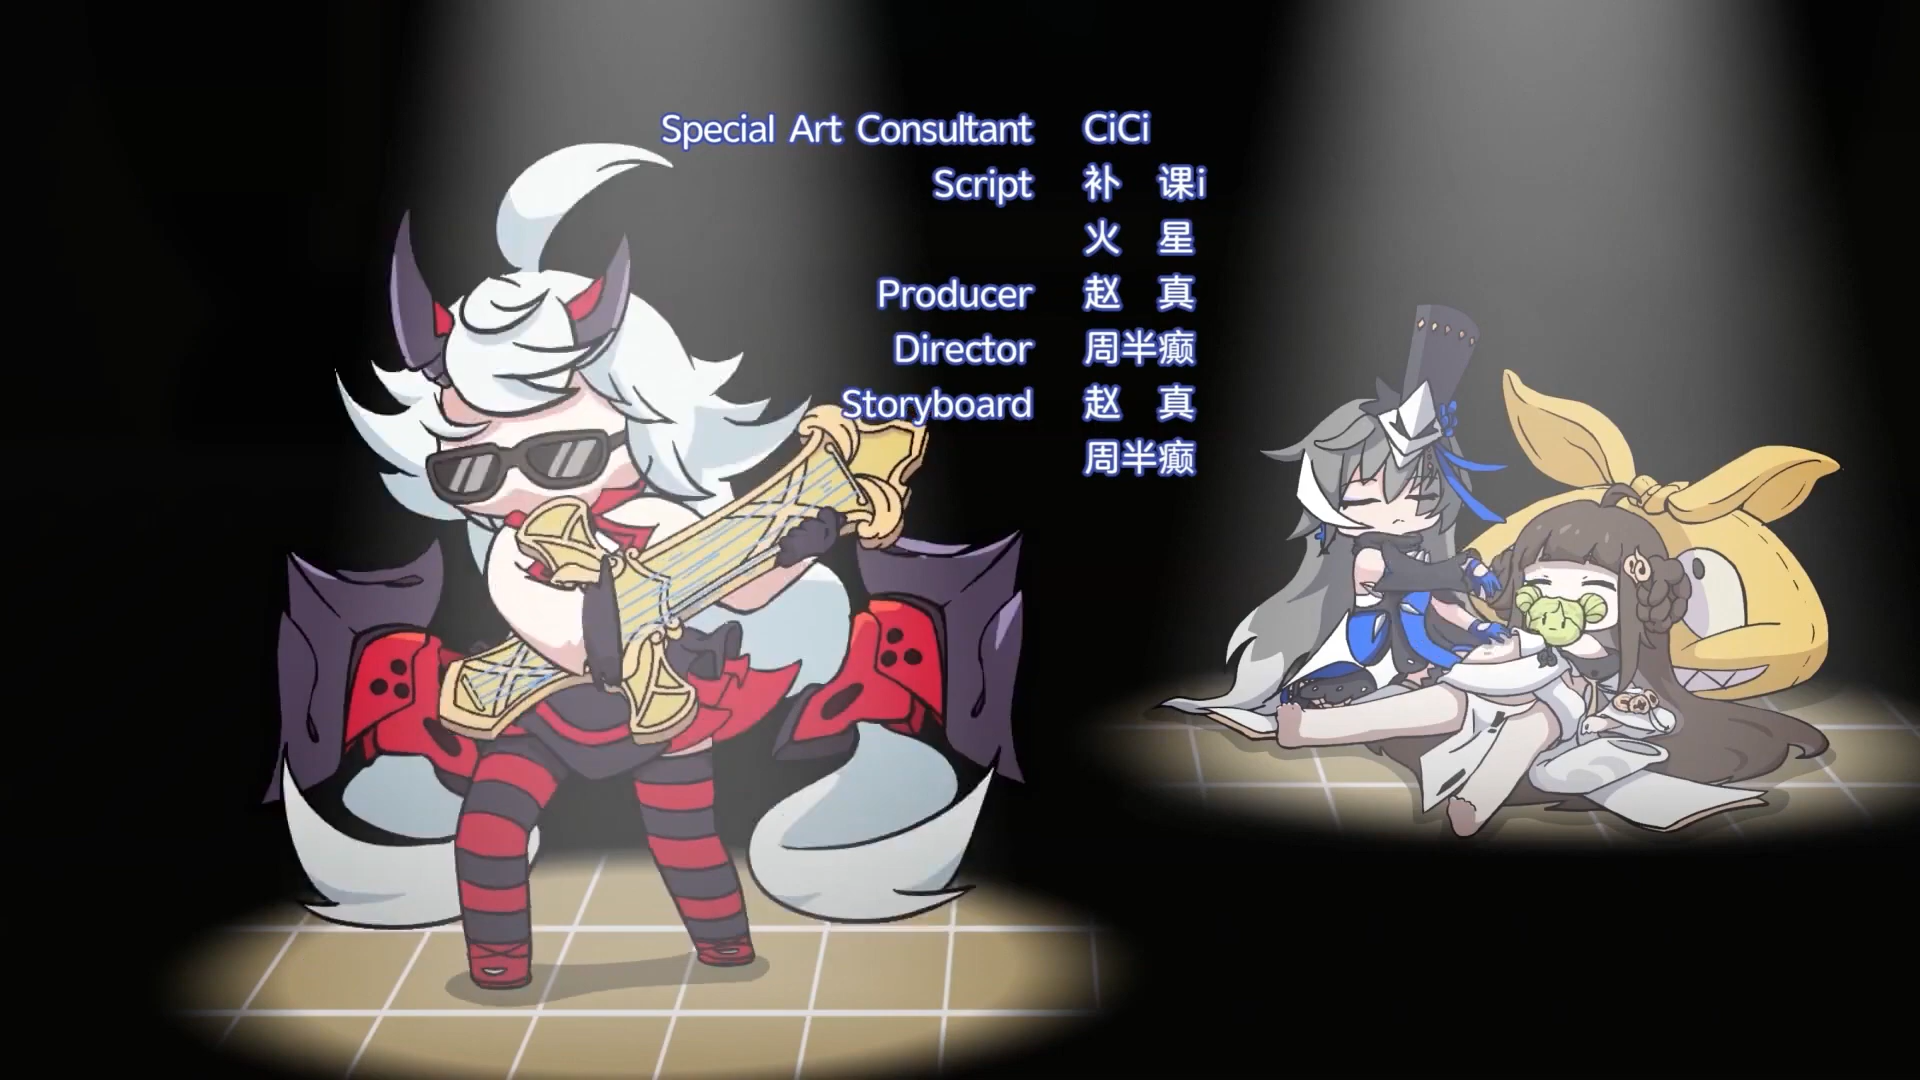 Special Art Consultant CiCi
Script 补 课i
火 星
Producer 赵 真
Director 周半癫
Storyboard 赵 真
周半癫